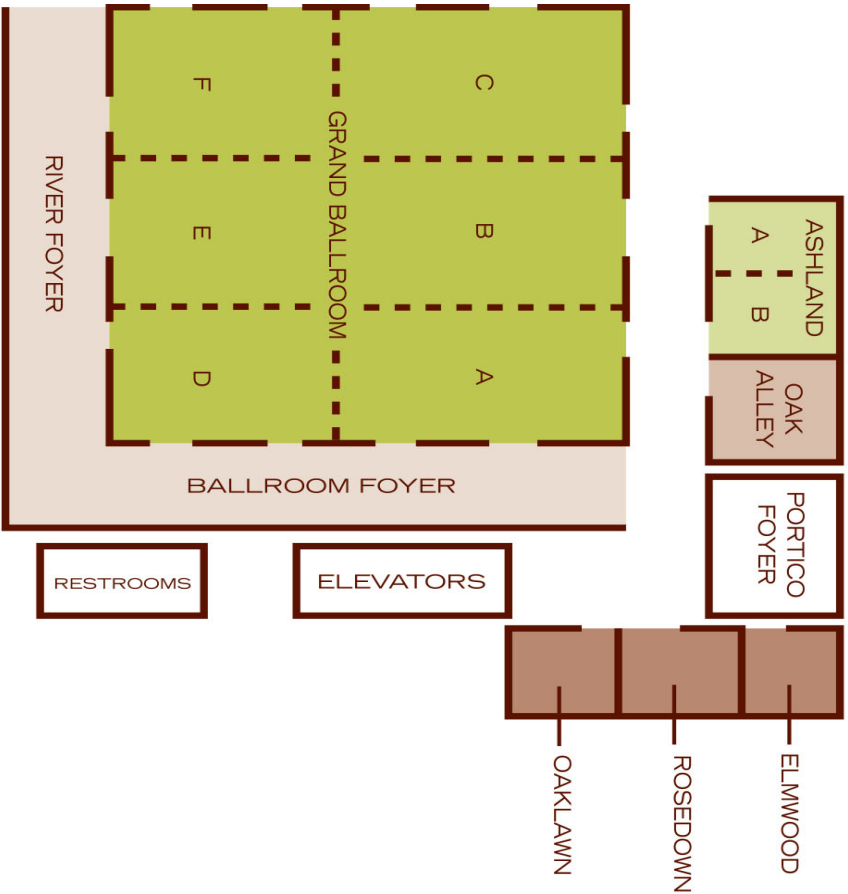 F
C
GRAND BALLROOM
RIVER FOYER
E
B
D
A
ASHLAND
A
B
OAK
ALLEY
BALLROOM FOYER
PORTICO
FOYER
RESTROOMS
ELEVATORS
OAKLAWN
ROSEDOWN
ELMWOOD